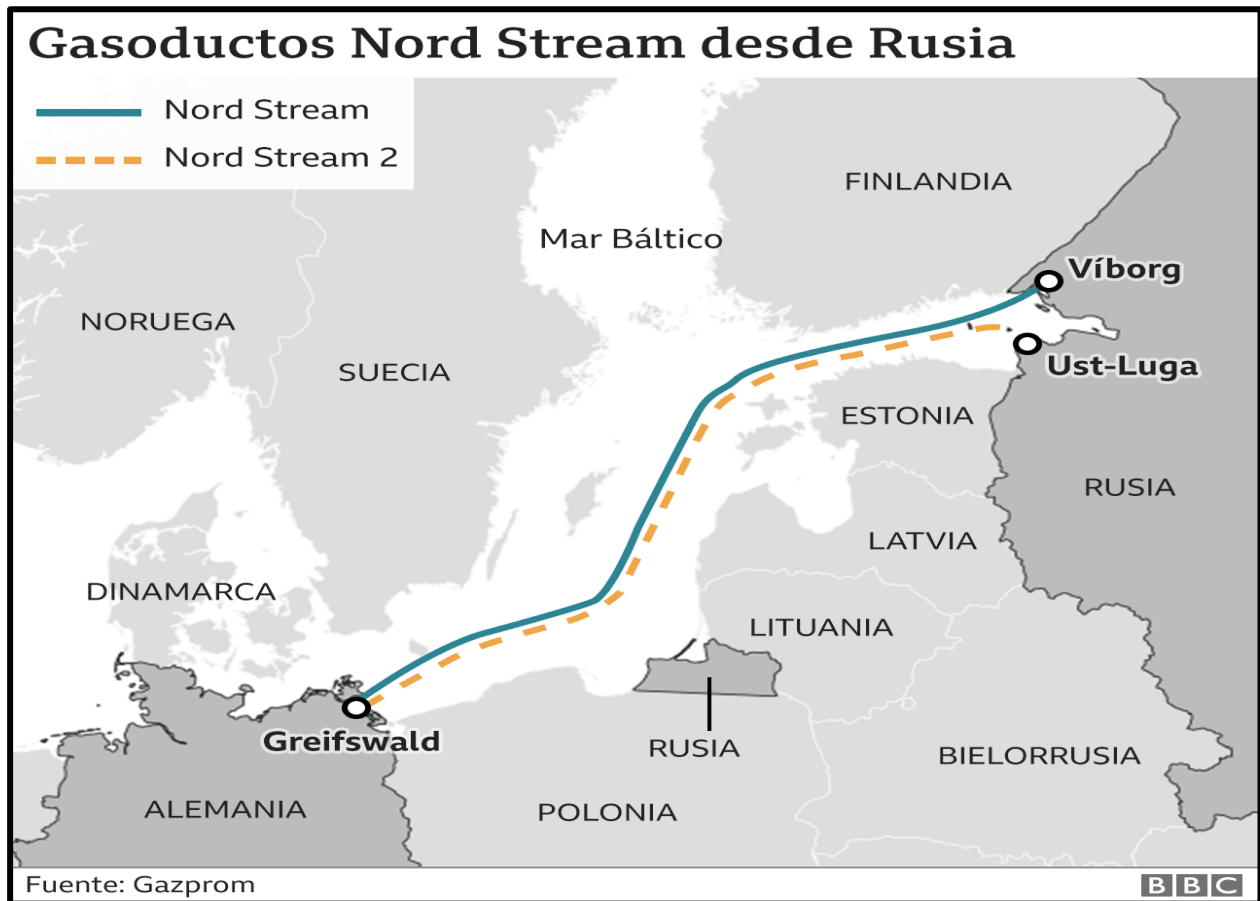 Gasoductos Nord Stream desde Rusia
Nord Stream
Nord Stream 2
FINLANDIA
Mar Báltico
Víborg
NORUEGA
SUECIA
Ust-Luga
ESTONIA
RUSIA
LATVIA
DINAMARCA
LITUANIA
Greifswald
RUSIA
BIELORRUSIA
ALEMANIA
POLONIA
Fuente: Gazprom
BBC